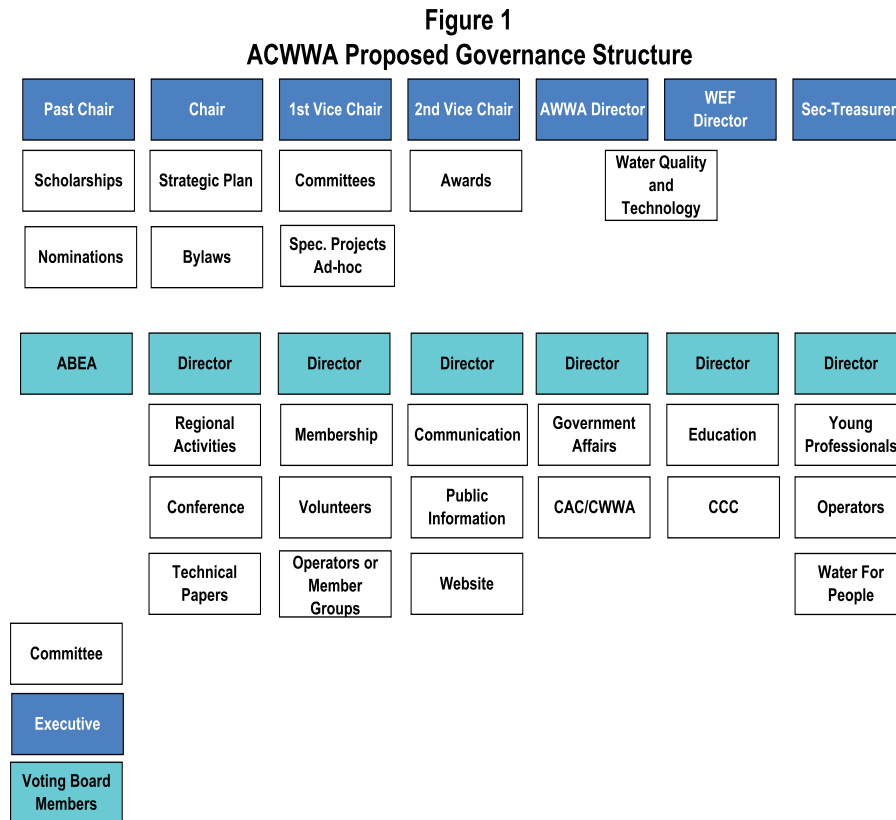 Figure 1
ACWWA Proposed Governance Structure
Past Chair
Chair
1st Vice Chair
2nd Vice Chair
AWWA Director
WEF
Director
Sec-Treasurer
Scholarships
Strategic Plan
Committees
Awards
Water Quality
and
Technology
Nominations
Bylaws
Spec. Projects
Ad-hoc
ABEA
Director
Director
Director
Director
Director
Director
Regional
Activities
Membership
Communication
Government
Affairs
Education
Young
Professionals
Conference
Volunteers
Public
Information
CAC/CWWA
CCC
Operators
Technical
Papers
Operators or
Member
Groups
Website
Water For
People
Committee
Executive
Voting Board
Members